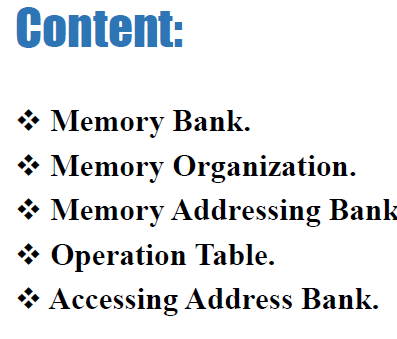 Content:
❖ Memory Bank.
❖ Memory Organization.
❖ Memory Addressing Bank
❖ Operation Table.
❖ Accessing Address Bank.